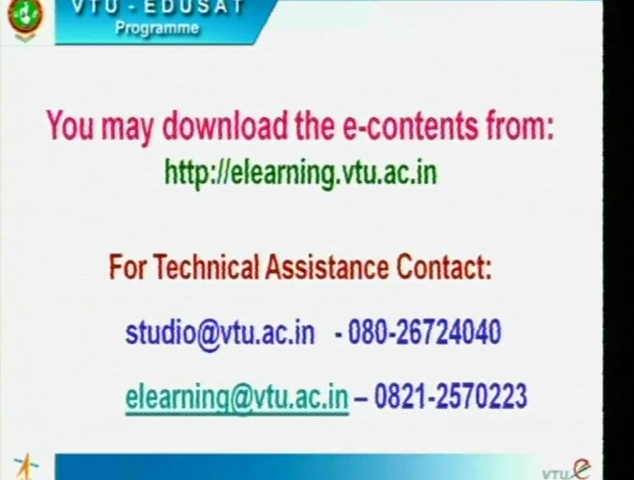 VTU - EDUSAT
Programme
You may download the e-contents from:
http://elearning.vtu.ac.in
For Technical Assistance Contact:
studio@vtu.ac.in - 080-26724040
elearning@vtu.ac.in – 0821-2570223
VTU e